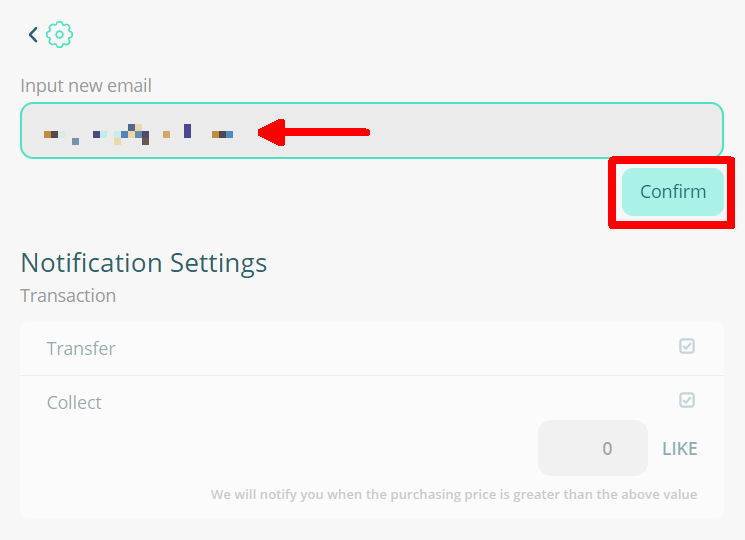 Input new email
Confirm
Notification Settings
Transaction
Transfer
Collect
0 LIKE
We will notify you when the purchasing price is greater than the above value